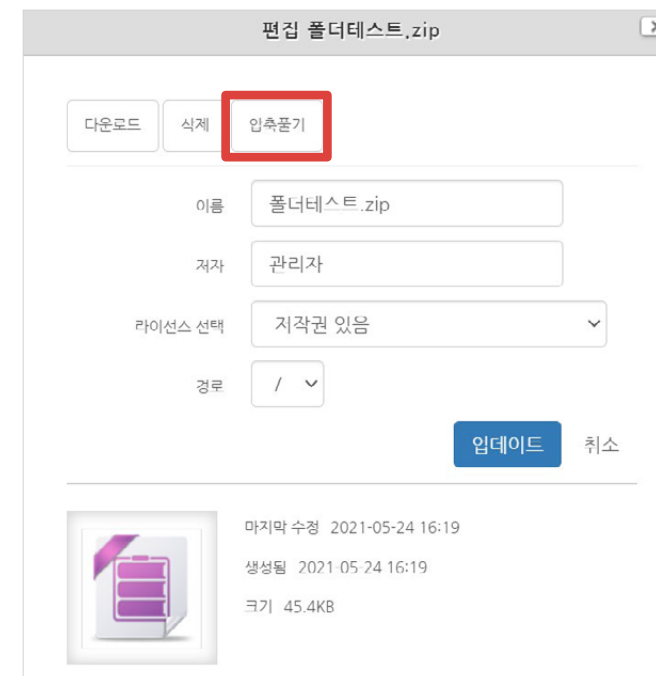 편집 폴더테스트.zip
다운로드 삭제 압축풀기
이름 폴더테스트.zip
저자 관리자
라이선스 선택 저작권 있음
경로 /
업데이트 취소
마지막 수정 2021-05-24 16:19
생성됨 2021-05-24 16:19
크기 45.4KB